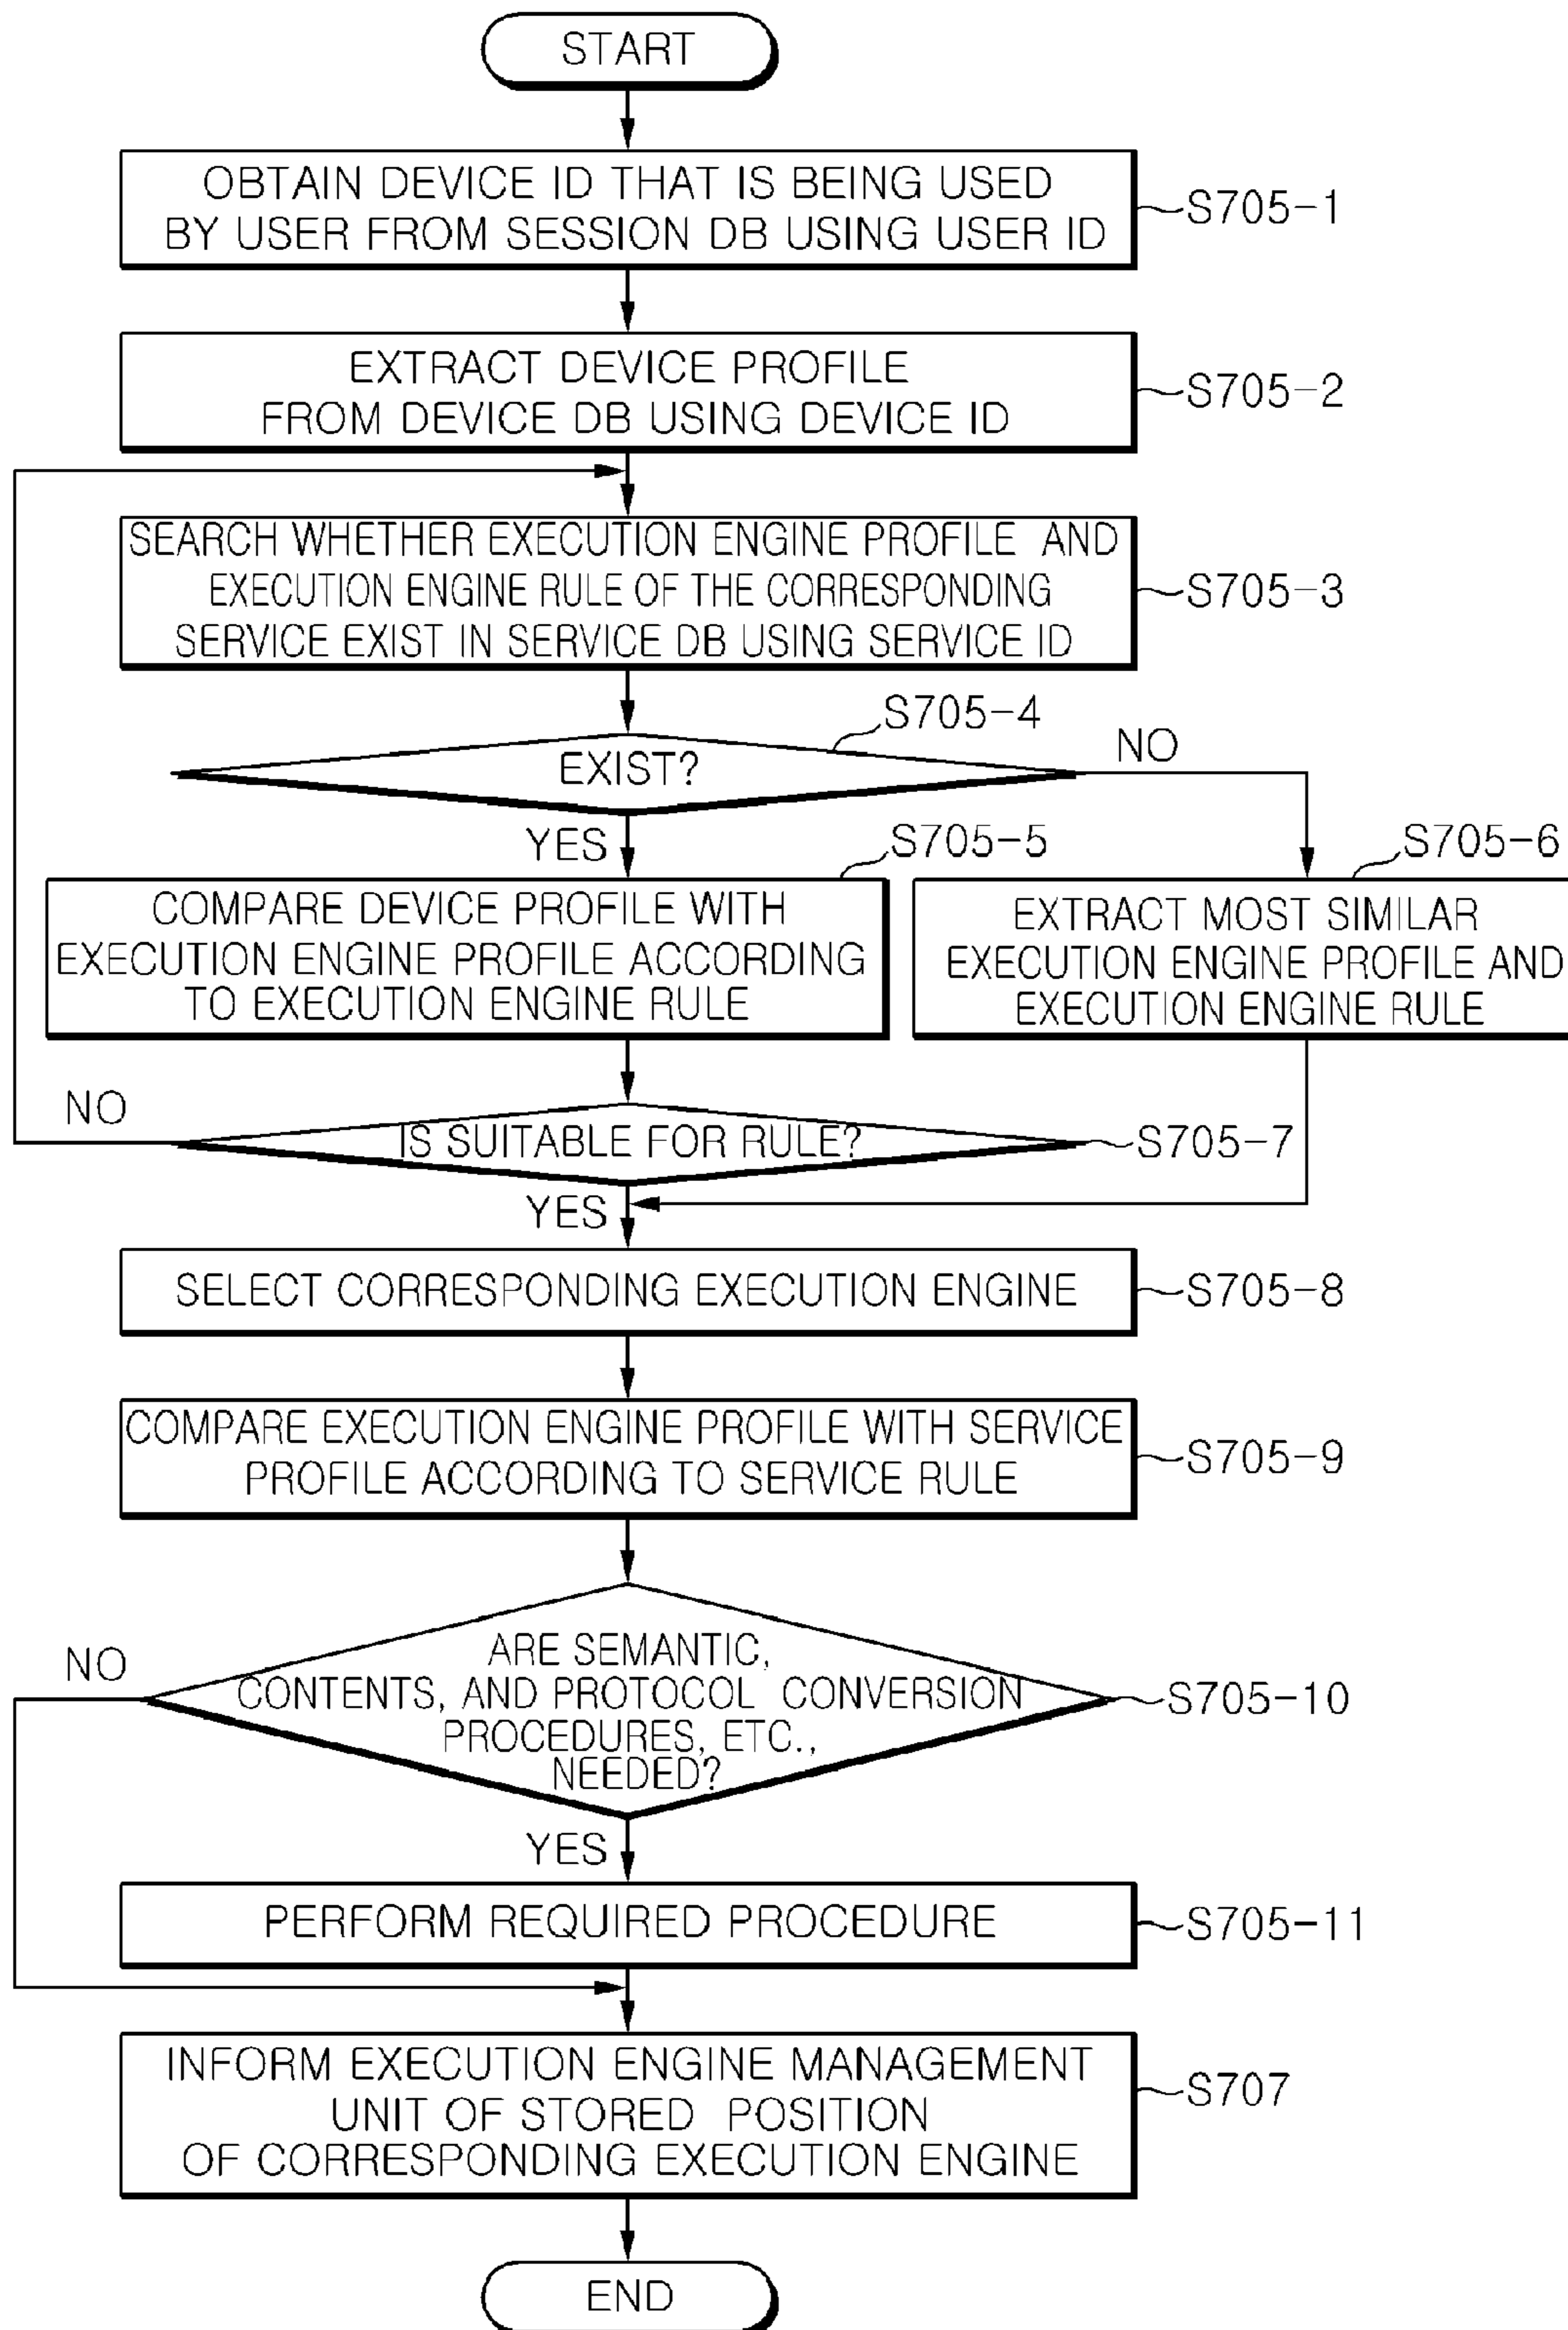 START
OBTAIN DEVICE ID THAT IS BEING USED
BY USER FROM SESSION DB USING USER ID
S705-1
EXTRACT DEVICE PROFILE
FROM DEVICE DB USING DEVICE ID
S705-2
SEARCH WHETHER EXECUTION ENGINE PROFILE AND
EXECUTION ENGINE RULE OF THE CORRESPONDING
SERVICE EXIST IN SERVICE DB USING SERVICE ID
S705-3
S705-4
EXIST?
NO
YES
S705-5
COMPARE DEVICE PROFILE WITH
EXECUTION ENGINE PROFILE ACCORDING
TO EXECUTION ENGINE RULE
S705-6
EXTRACT MOST SIMILAR
EXECUTION ENGINE PROFILE AND
EXECUTION ENGINE RULE
NO
IS SUITABLE FOR RULE?
S705-7
YES
SELECT CORRESPONDING EXECUTION ENGINE
S705-8
COMPARE EXECUTION ENGINE PROFILE WITH SERVICE
PROFILE ACCORDING TO SERVICE RULE
S705-9
NO
ARE SEMANTIC,
CONTENTS, AND PROTOCOL CONVERSION
PROCEDURES, ETC.,
NEEDED?
S705-10
YES
PERFORM REQUIRED PROCEDURE
S705-11
INFORM EXECUTION ENGINE MANAGEMENT
UNIT OF STORED POSITION
OF CORRESPONDING EXECUTION ENGINE
S707
END